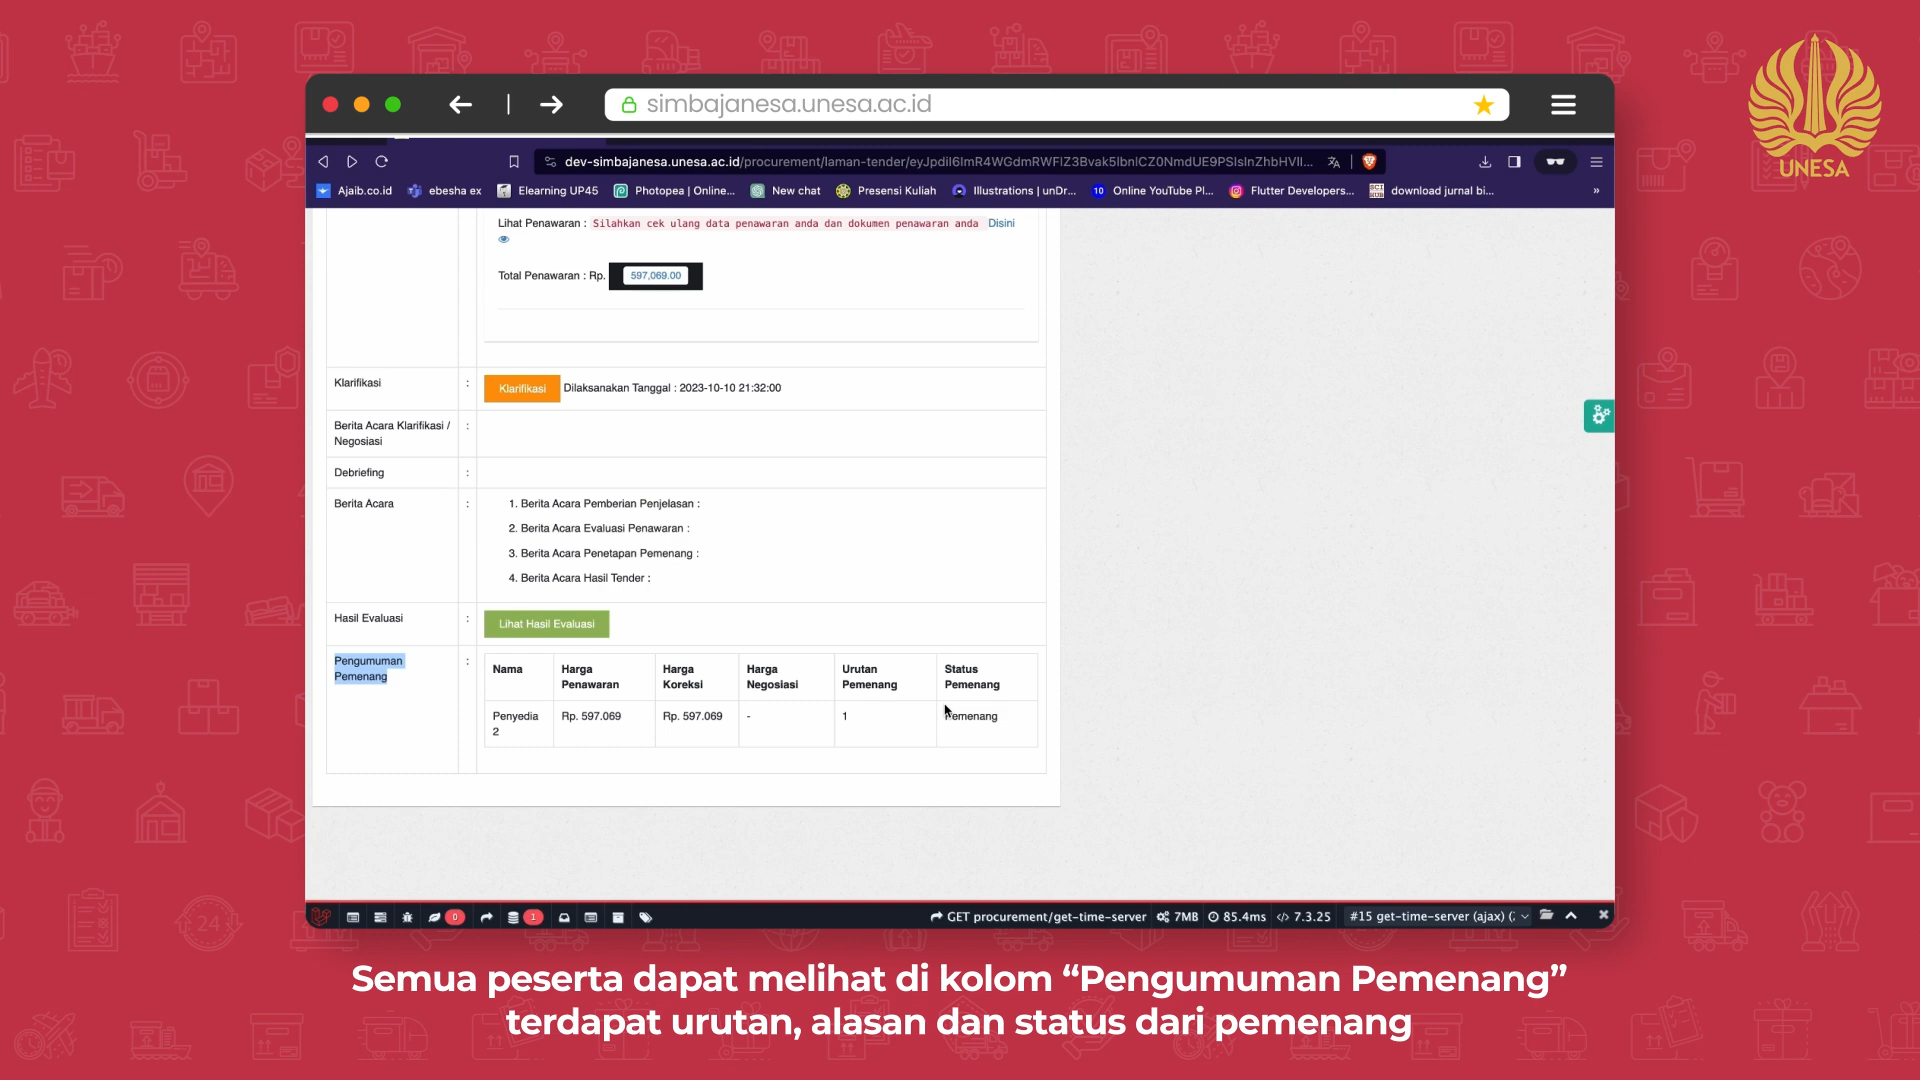 simbajanesa.unesa.ac.id
UNESA
dev-simbajanesa.unesa.ac.id/procurement/laman-tender/
Ajaib.co.id ebesha ex Elearning UP45 Photopea | Online... New chat Presensi Kuliah Illustrations | unDr... Online YouTube Pl... Flutter Developers... download jurnal bi... »
Lihat Penawaran : Silahkan cek ulang data penawaran anda dan dokumen penawaran anda Disini
Total Penawaran : Rp. 597,069.00
Klarifikasi : Klarifikasi Dilaksanakan Tanggal : 2023-10-10 21:32:00
Berita Acara Klarifikasi / :
Negosiasi
Debriefing :
Berita Acara : 1. Berita Acara Pemberian Penjelasan :
2. Berita Acara Evaluasi Penawaran :
3. Berita Acara Penetapan Pemenang :
4. Berita Acara Hasil Tender :
Hasil Evaluasi : Lihat Hasil Evaluasi
Pengumuman :
Pemenang
Nama Harga Harga Harga Urutan Status
Penawaran Koreksi Negosiasi Pemenang Pemenang
Penyedia Rp. 597.069 Rp. 597.069 - 1 Pemenang
2
0 1 GET procurement/get-time-server 7MB 85.4ms 7.3.25 #15 get-time-server (ajax)
24
Semua peserta dapat melihat di kolom “Pengumuman Pemenang”
terdapat urutan, alasan dan status dari pemenang